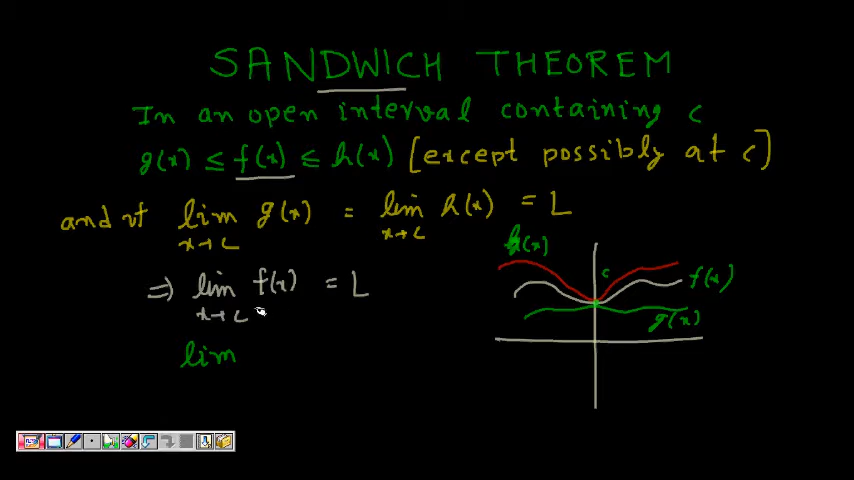 SANDWICH THEOREM
In an open interval containing c
g(x) ≤ f(x) ≤ h(x) [except possibly at c]
and if lim x→c g(x) = lim x→c h(x) = L
⇒ lim x→c f(x) = L
lim
h(x)
c
f(x)
g(x)